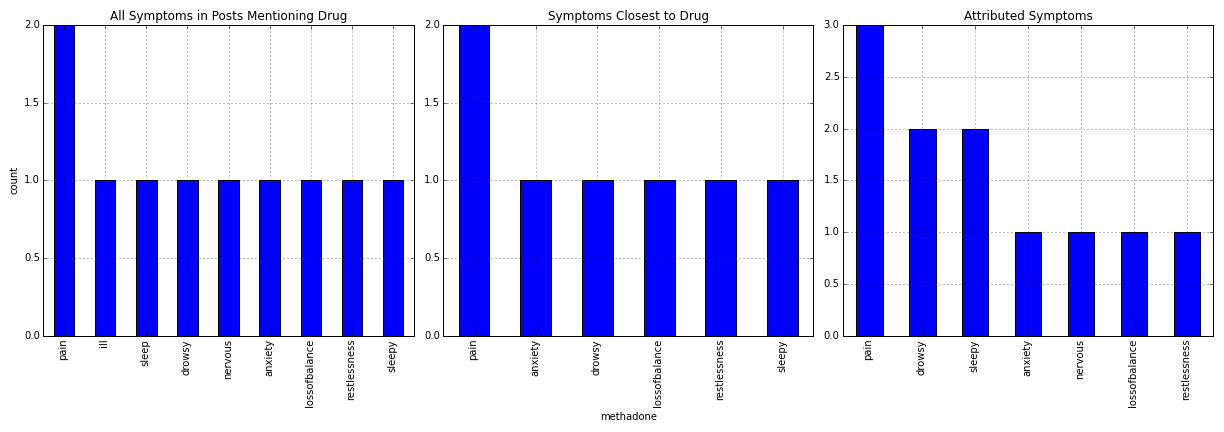 All Symptoms in Posts Mentioning Drug
2.0
1.5
1.0
0.5
0.0
count
pain
ill
sleep
drowsy
nervous
anxiety
lossofbalance
restlessness
sleepy
Symptoms Closest to Drug
2.0
1.5
1.0
0.5
0.0
pain
anxiety
drowsy
lossofbalance
restlessness
sleepy
methadone
Attributed Symptoms
3.0
2.5
2.0
1.5
1.0
0.5
0.0
pain
drowsy
sleepy
anxiety
nervous
lossofbalance
restlessness